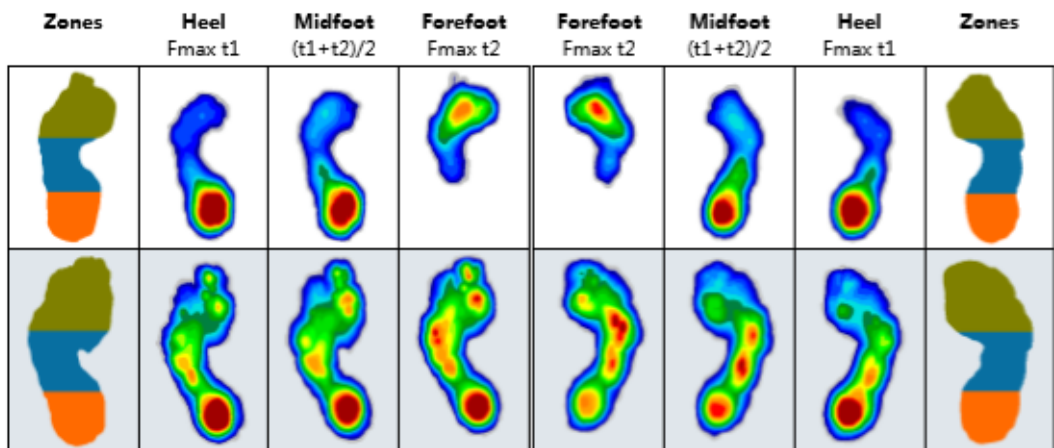 Zones Heel Midfoot Forefoot Forefoot Midfoot Heel Zones
Fmax t1 (t1+t2)/2 Fmax t2 Fmax t2 (t1+t2)/2 Fmax t1